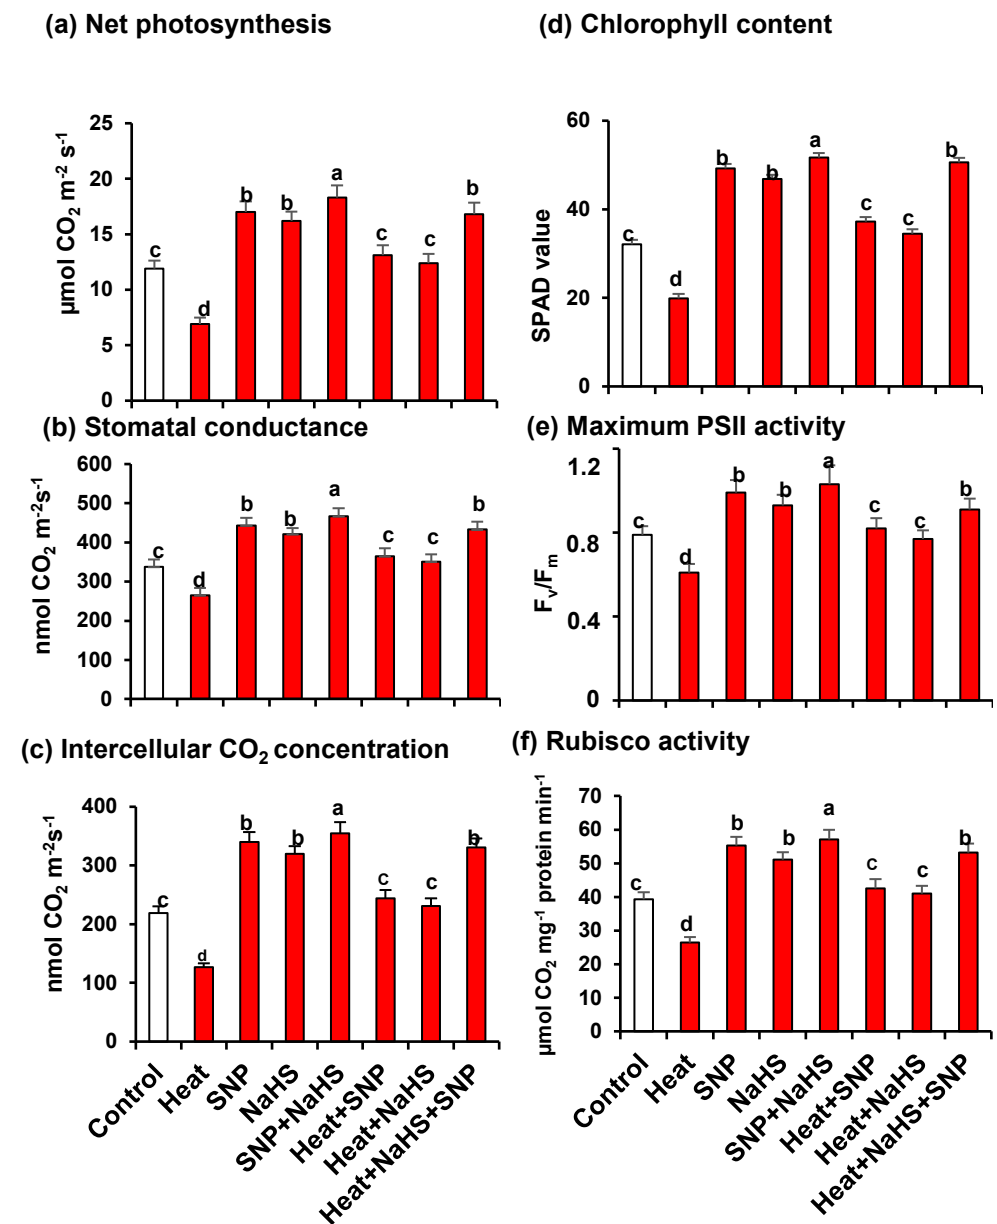 (a) Net photosynthesis
µmol CO₂ m⁻² s⁻¹
25
20
15
10
5
0
c
d
b
b
a
c
c
b
(b) Stomatal conductance
nmol CO₂ m⁻²s⁻¹
600
500
400
300
200
100
0
c
d
b
b
a
c
c
b
(c) Intercellular CO₂ concentration
nmol CO₂ m⁻²s⁻¹
400
300
200
100
0
c
d
b
b
a
c
c
b
Control
Heat
SNP
NaHS
SNP+NaHS
Heat+SNP
Heat+NaHS
Heat+NaHS+SNP
(d) Chlorophyll content
SPAD value
60
40
20
0
c
d
b
b
a
c
c
b
(e) Maximum PSII activity
Fᵥ/Fₘ
1.2
0.8
0.4
0
c
d
b
b
a
c
c
b
(f) Rubisco activity
µmol CO₂ mg⁻¹ protein min⁻¹
70
60
50
40
30
20
10
0
c
d
b
b
a
c
c
b
Control
Heat
SNP
NaHS
SNP+NaHS
Heat+SNP
Heat+NaHS
Heat+NaHS+SNP